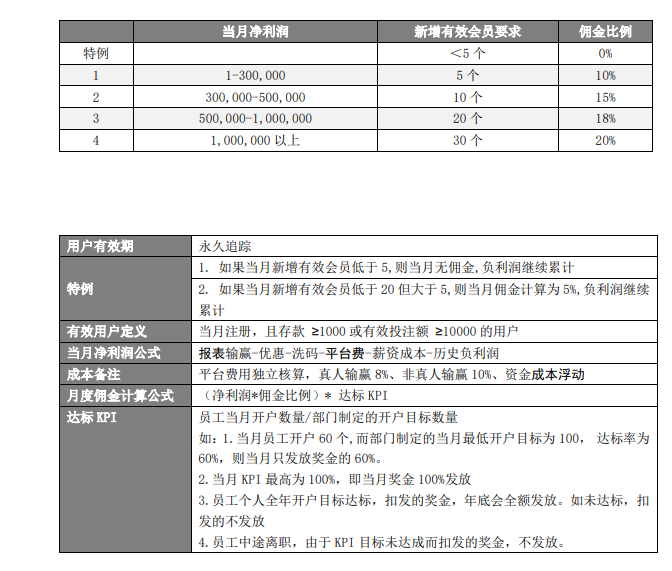 当月净利润 新增有效会员要求 佣金比例
特例 ＜5 个 0%
1 1-300,000 5 个 10%
2 300,000-500,000 10 个 15%
3 500,000-1,000,000 20 个 18%
4 1,000,000 以上 30 个 20%
用户有效期 永久追踪
特例 1. 如果当月新增有效会员低于 5,则当月无佣金,负利润继续累计
2. 如果当月新增有效会员低于 20 但大于 5,则当月佣金计算为 5%,负利润继续
累计
有效用户定义 当月注册，且存款 ≥1000 或有效投注额 ≥10000 的用户
当月净利润公式 报表输赢-优惠-洗码-平台费-薪资成本-历史负利润
成本备注 平台费用独立核算，真人输赢 8%、非真人输赢 10%、资金成本浮动
月度佣金计算公式 （净利润*佣金比例）* 达标 KPI
达标 KPI 员工当月开户数量/部门制定的开户目标数量
如：1.当月员工开户 60 个,而部门制定的当月最低开户目标为 100， 达标率为
60%，则当月只发放奖金的 60%。
2.当月 KPI 最高为 100%，即当月奖金 100%发放
3.员工个人全年开户目标达标，扣发的奖金，年底会全额发放。如未达标，扣
发的不发放
4.员工中途离职，由于 KPI 目标未达成而扣发的奖金，不发放。